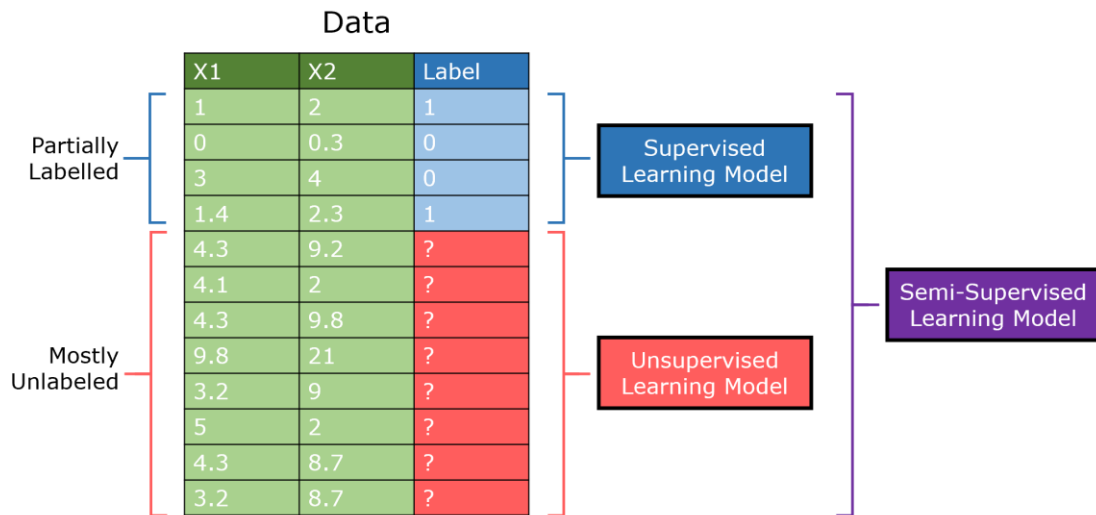 Data
X1 X2 Label
1 2 1
0 0.3 0
3 4 0
1.4 2.3 1
4.3 9.2 ?
4.1 2 ?
4.3 9.8 ?
9.8 21 ?
3.2 9 ?
5 2 ?
4.3 8.7 ?
3.2 8.7 ?
Partially
Labelled
Mostly
Unlabeled
Supervised
Learning Model
Unsupervised
Learning Model
Semi-Supervised
Learning Model